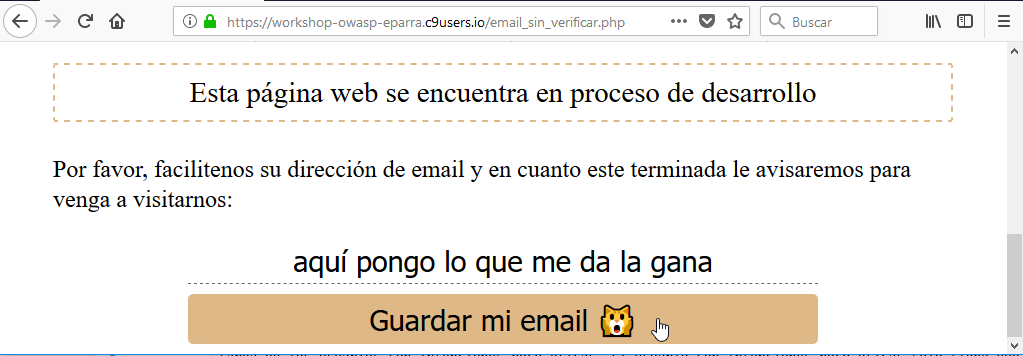 https://workshop-owasp-eparra.c9users.io/email_sin_verificar.php
Buscar
Esta página web se encuentra en proceso de desarrollo
Por favor, facilitenos su dirección de email y en cuanto este terminada le avisaremos para
venga a visitarnos:
aquí pongo lo que me da la gana
Guardar mi email 🙀